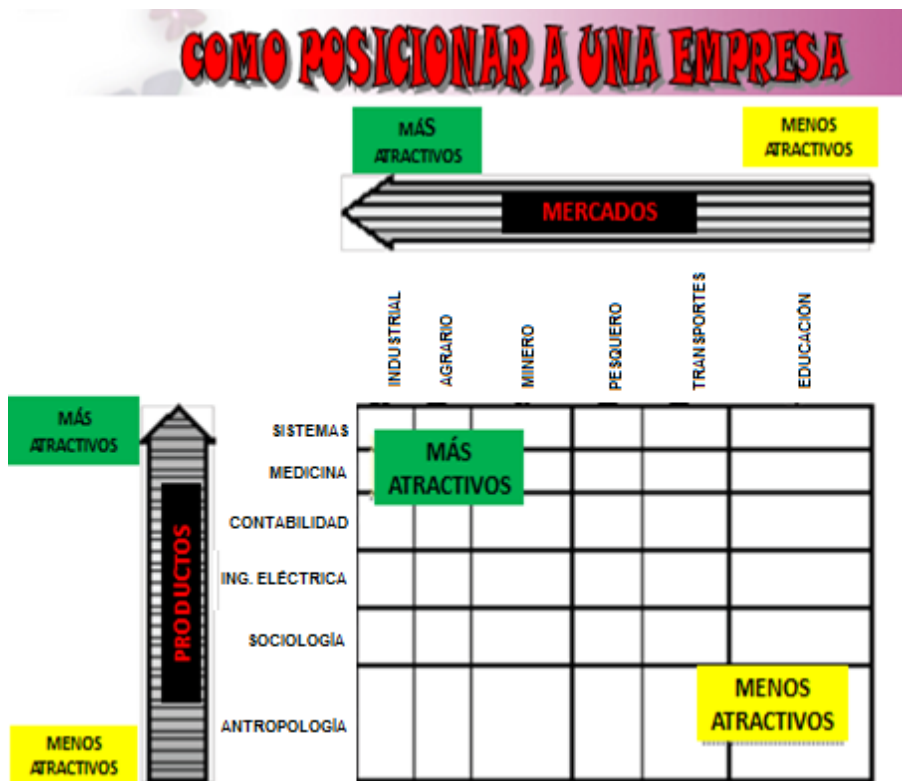 COMO POSICIONAR A UNA EMPRESA
MÁS
ATRACTIVOS
MENOS
ATRACTIVOS
MERCADOS
INDUSTRIAL
AGRARIO
MINERO
PESQUERO
TRANSPORTES
EDUCACIÓN
MÁS
ATRACTIVOS
PRODUCTOS
MENOS
ATRACTIVOS
SISTEMAS
MEDICINA
CONTABILIDAD
ING. ELÉCTRICA
SOCIOLOGÍA
ANTROPOLOGÍA
MÁS
ATRACTIVOS
MENOS
ATRACTIVOS